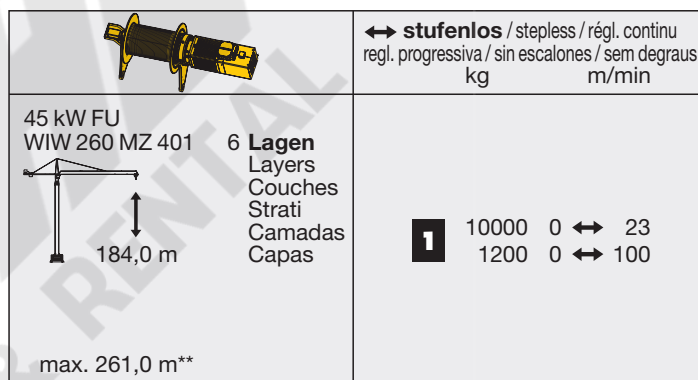 ↔ stufenlos / stepless / régl. continu
regl. progressiva / sin escalones / sem degraus
kg m/min
45 kW FU
WIW 260 MZ 401 6 Lagen
Layers
Couches
Strati
Camadas
Capas
184,0 m
max. 261,0 m**
1 10000 0 ↔ 23
1200 0 ↔ 100
& RENTAL